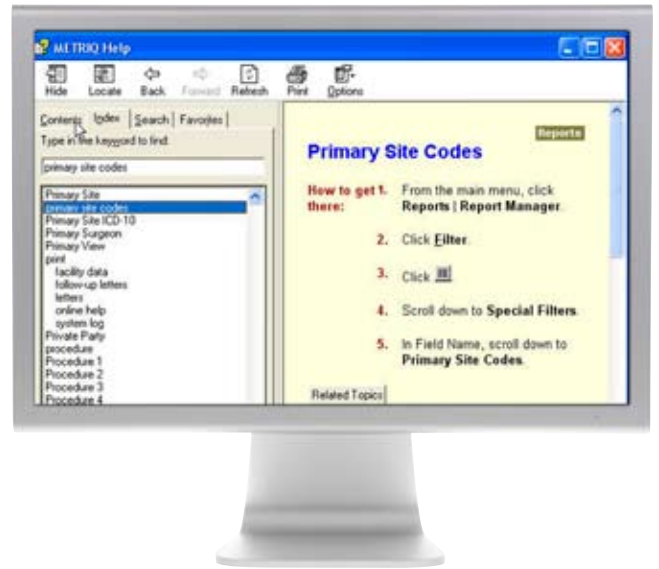 METRIQ Help
Hide Locate Back Forward Refresh Print Options
Contents Index Search Favorites
Type in the keyword to find:
primary site codes
Primary Site
primary site codes
Primary Site ICD-10
Primary Surgeon
Primary View
print
facility data
follow-up letters
letters
online help
system log
Private Party
procedure
Procedure 1
Procedure 2
Procedure 3
Procedure 4
Reports
Primary Site Codes
How to get there:
1. From the main menu, click
Reports | Report Manager.
2. Click Filter.
3. Click
4. Scroll down to Special Filters.
5. In Field Name, scroll down to
Primary Site Codes.
Related Topics